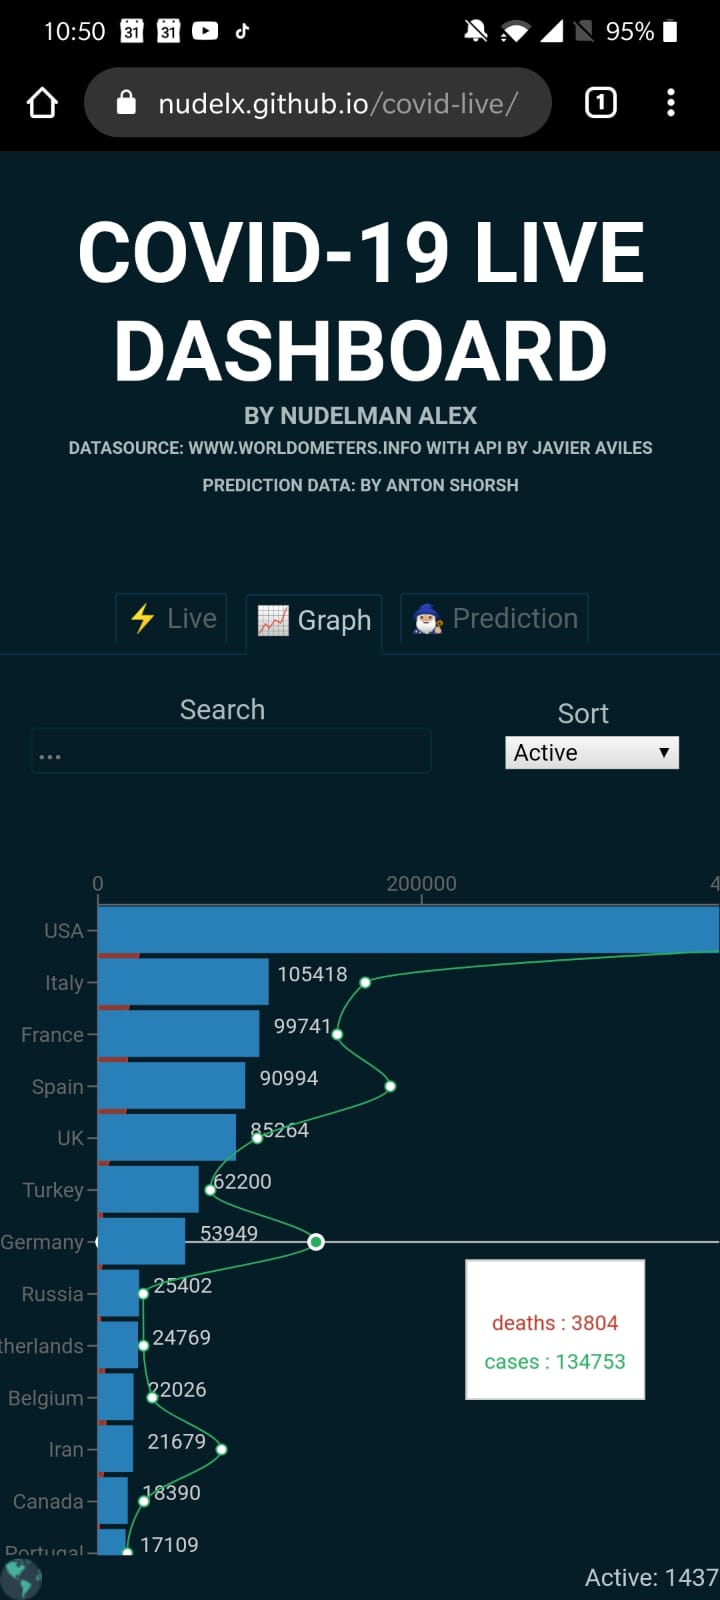 10:50 31 31 95%
nudelx.github.io/covid-live/ 1
COVID-19 LIVE
DASHBOARD
BY NUDELMAN ALEX
DATASOURCE: WWW.WORLDOMETERS.INFO WITH API BY JAVIER AVILES
PREDICTION DATA: BY ANTON SHORSH
Live Graph Prediction
Search
Sort
...
Active
0 200000 4
USA
Italy 105418
France 99741
Spain 90994
UK 85264
Turkey 62200
Germany 53949
Russia 25402
deaths : 3804
therlands 24769
cases : 134753
Belgium 22026
Iran 21679
Canada 18390
Portugal 17109
Active: 1437